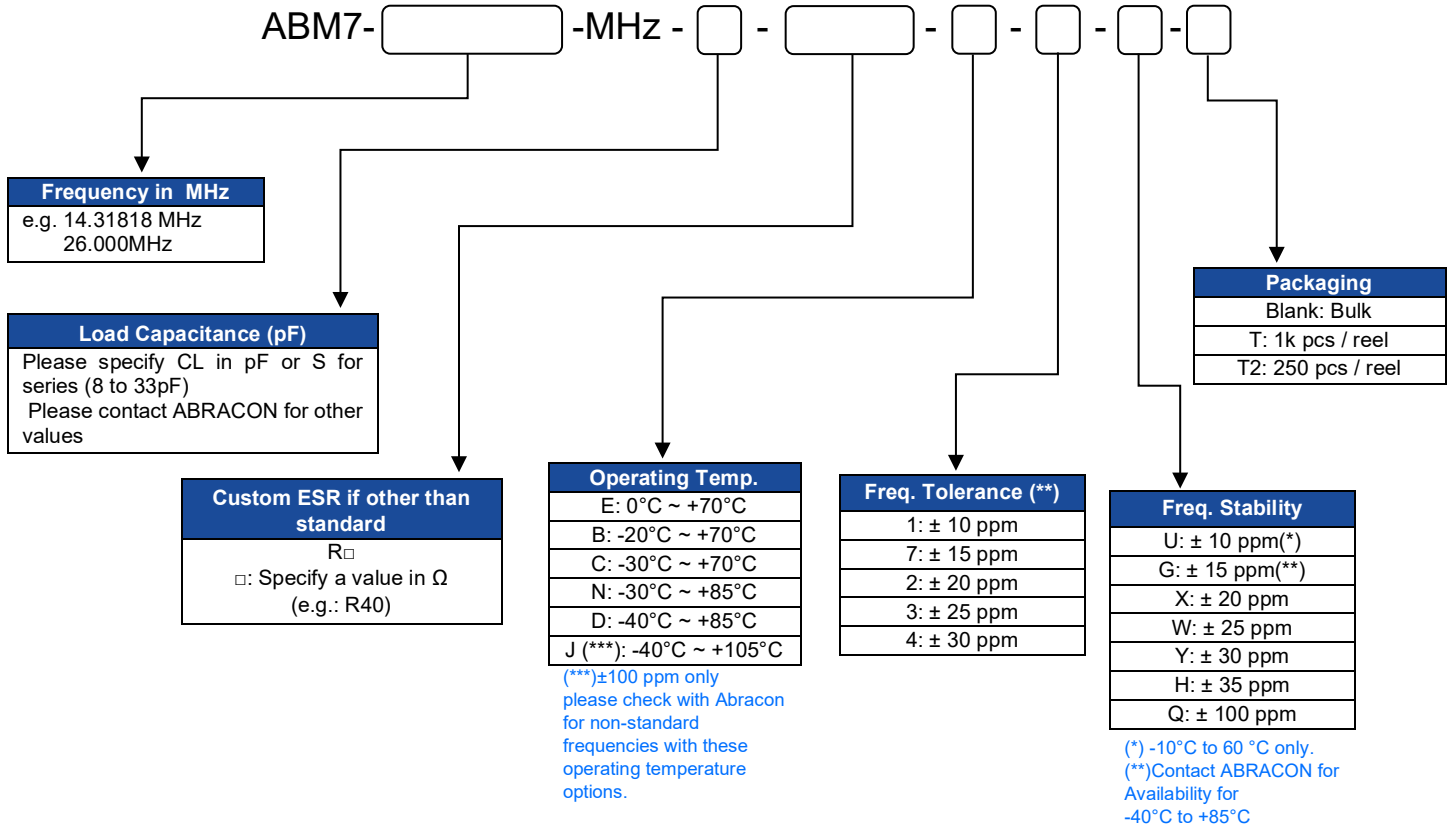 ABM7- -MHz - - - - - -
Frequency in MHz
e.g. 14.31818 MHz
26.000MHz
Load Capacitance (pF)
Please specify CL in pF or S for
series (8 to 33pF)
Please contact ABRACON for other
values
Custom ESR if other than
standard
R□
□: Specify a value in Ω
(e.g.: R40)
Operating Temp.
E: 0°C ~ +70°C
B: -20°C ~ +70°C
C: -30°C ~ +70°C
N: -30°C ~ +85°C
D: -40°C ~ +85°C
J (***): -40°C ~ +105°C
(***)±100 ppm only
please check with Abracon
for non-standard
frequencies with these
operating temperature
options.
Freq. Tolerance (**)
1: ± 10 ppm
7: ± 15 ppm
2: ± 20 ppm
3: ± 25 ppm
4: ± 30 ppm
Freq. Stability
U: ± 10 ppm(*)
G: ± 15 ppm(**)
X: ± 20 ppm
W: ± 25 ppm
Y: ± 30 ppm
H: ± 35 ppm
Q: ± 100 ppm
(*) -10°C to 60 °C only.
(**)Contact ABRACON for
Availability for
-40°C to +85°C
Packaging
Blank: Bulk
T: 1k pcs / reel
T2: 250 pcs / reel